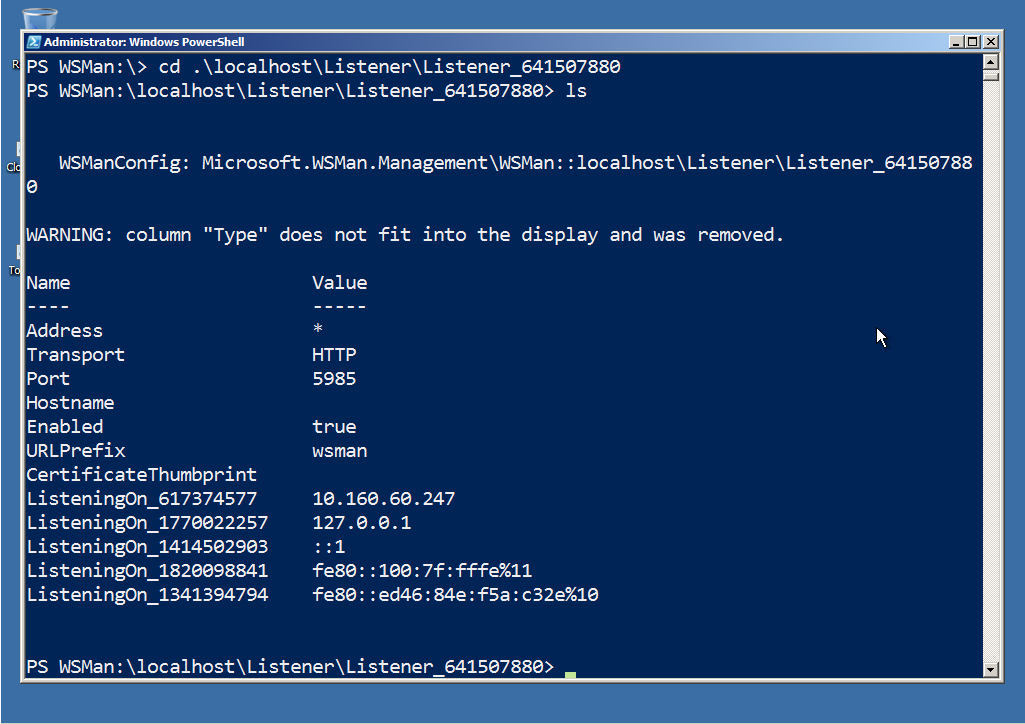 Administrator: Windows PowerShell
PS WSMan:\> cd .\localhost\Listener\Listener_641507880
PS WSMan:\localhost\Listener\Listener_641507880> ls
WSManConfig: Microsoft.WSMan.Management\WSMan::localhost\Listener\Listener_64150788
0
WARNING: column "Type" does not fit into the display and was removed.
Name Value
---- -----
Address *
Transport HTTP
Port 5985
Hostname
Enabled true
URLPrefix wsman
CertificateThumbprint
ListeningOn_617374577 10.160.60.247
ListeningOn_1770022257 127.0.0.1
ListeningOn_1414502903 ::1
ListeningOn_1820098841 fe80::100:7f:fffe%11
ListeningOn_1341394794 fe80::ed46:84e:f5a:c32e%10
PS WSMan:\localhost\Listener\Listener_641507880>